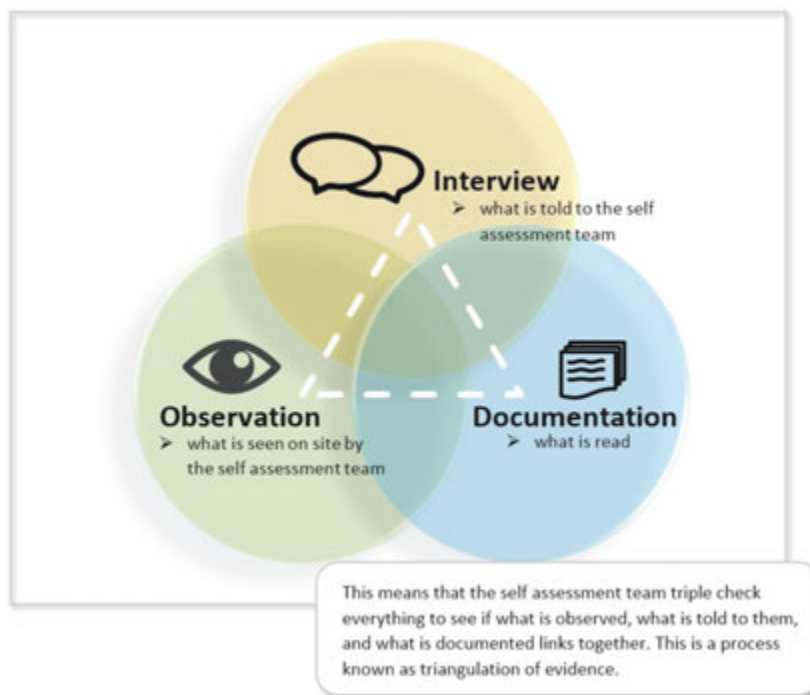 Interview
➢ what is told to the self
assessment team
Observation
➢ what is seen on site by
the self assessment team
Documentation
➢ what is read
This means that the self assessment team triple check
everything to see if what is observed, what is told to them,
and what is documented links together. This is a process
known as triangulation of evidence.